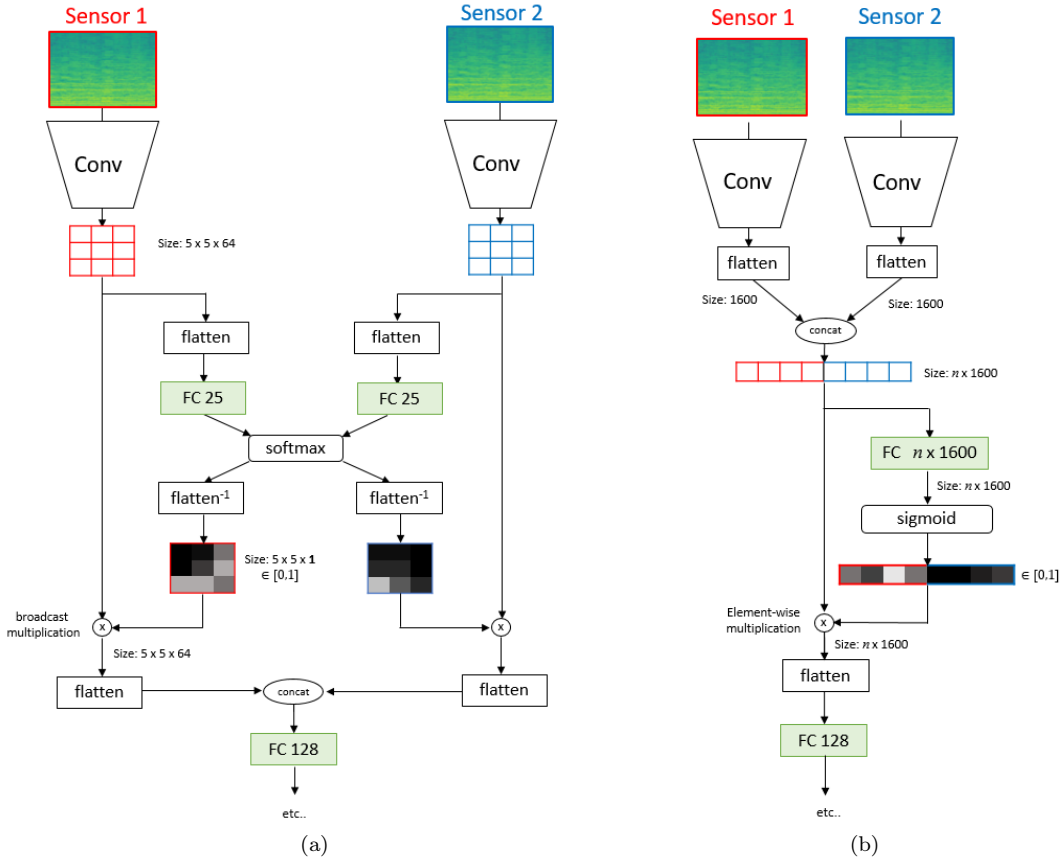 Sensor 1
Sensor 2
Conv
Conv
Size: 5 x 5 x 64
flatten
flatten
FC 25
FC 25
softmax
flatten-1
flatten-1
Size: 5 x 5 x 1
∈ [0,1]
broadcast
multiplication
x
x
Size: 5 x 5 x 64
flatten
concat
flatten
FC 128
etc..
(a)
Sensor 1
Sensor 2
Conv
Conv
flatten
flatten
Size: 1600
Size: 1600
concat
Size: n x 1600
FC n x 1600
Size: n x 1600
sigmoid
∈ [0,1]
Element-wise
multiplication
x
Size: n x 1600
flatten
FC 128
etc..
(b)